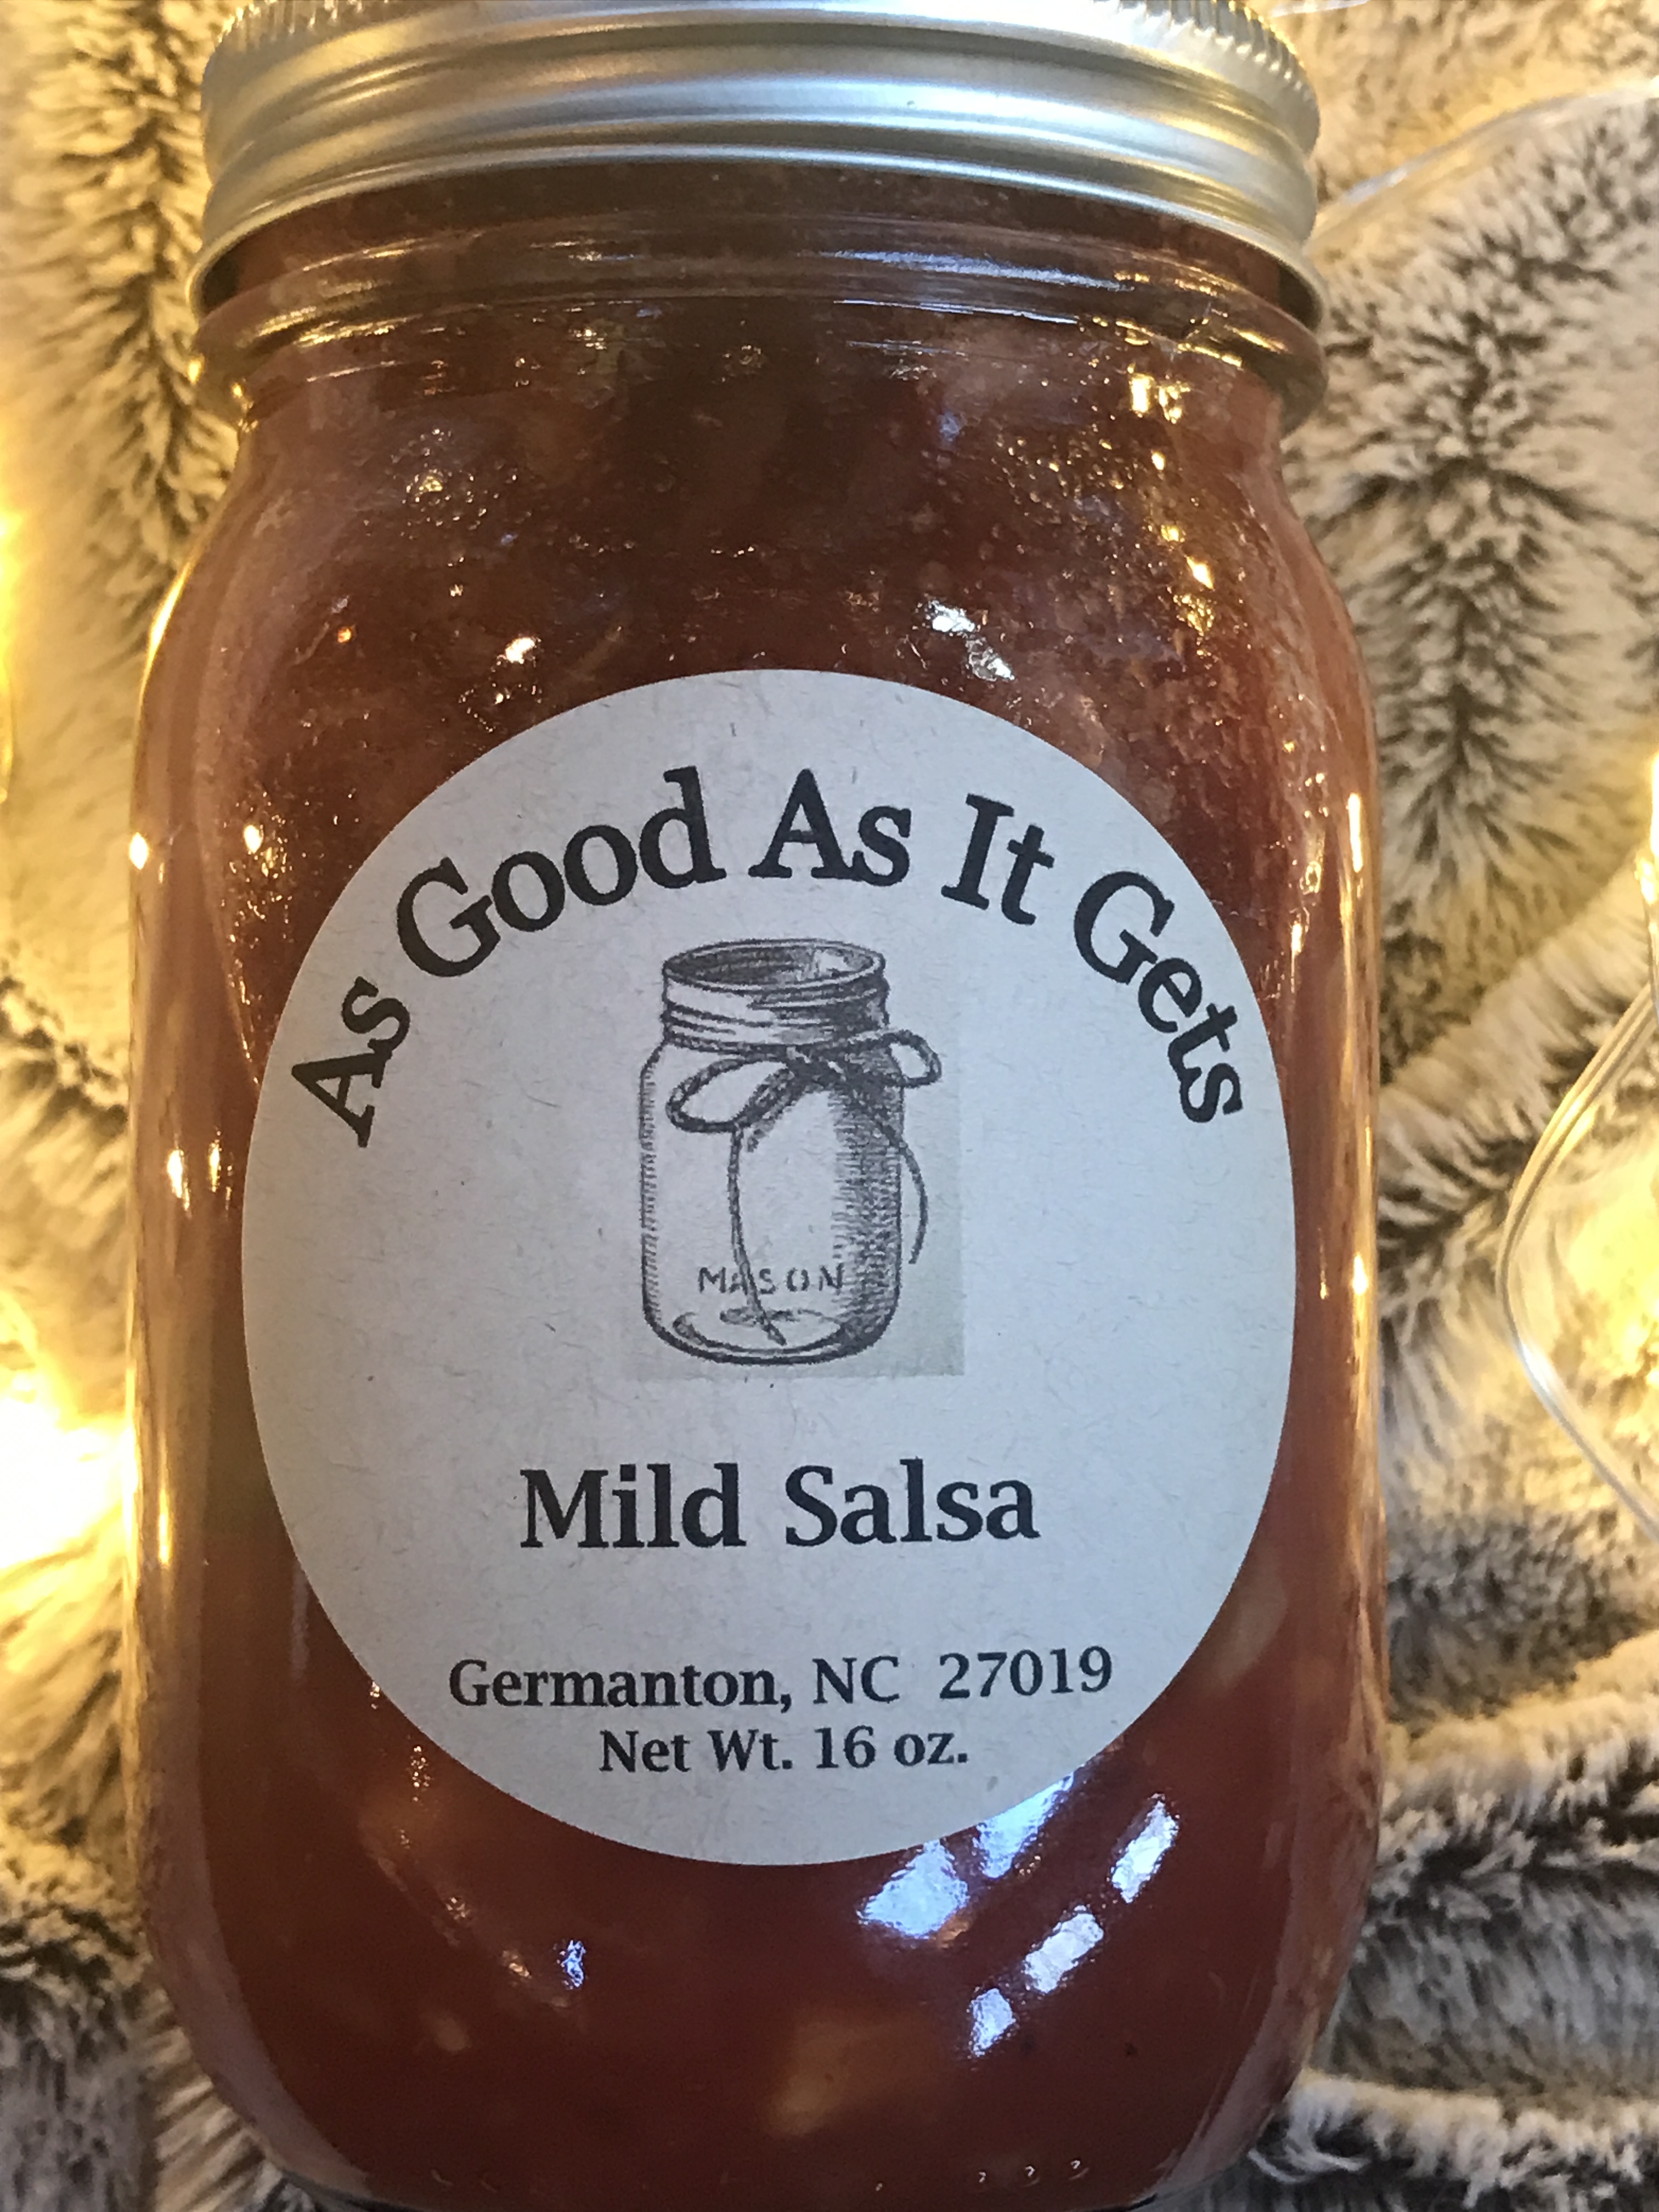 As Good As It Gets
MASON
Mild Salsa
Germanton, NC 27019
Net Wt. 16 oz.